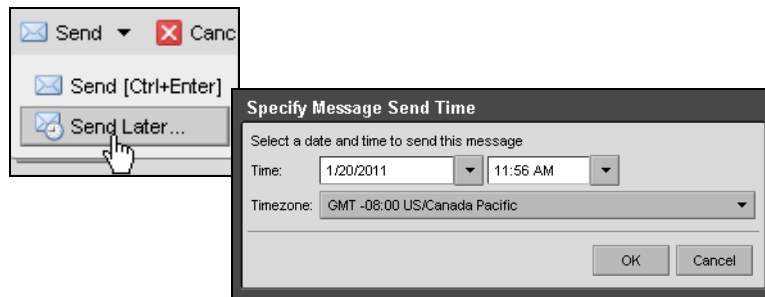 Send Canc
Send [Ctrl+Enter]
Send Later...
Specify Message Send Time
Select a date and time to send this message
Time: 1/20/2011 11:56 AM
Timezone: GMT -08:00 US/Canada Pacific
OK Cancel